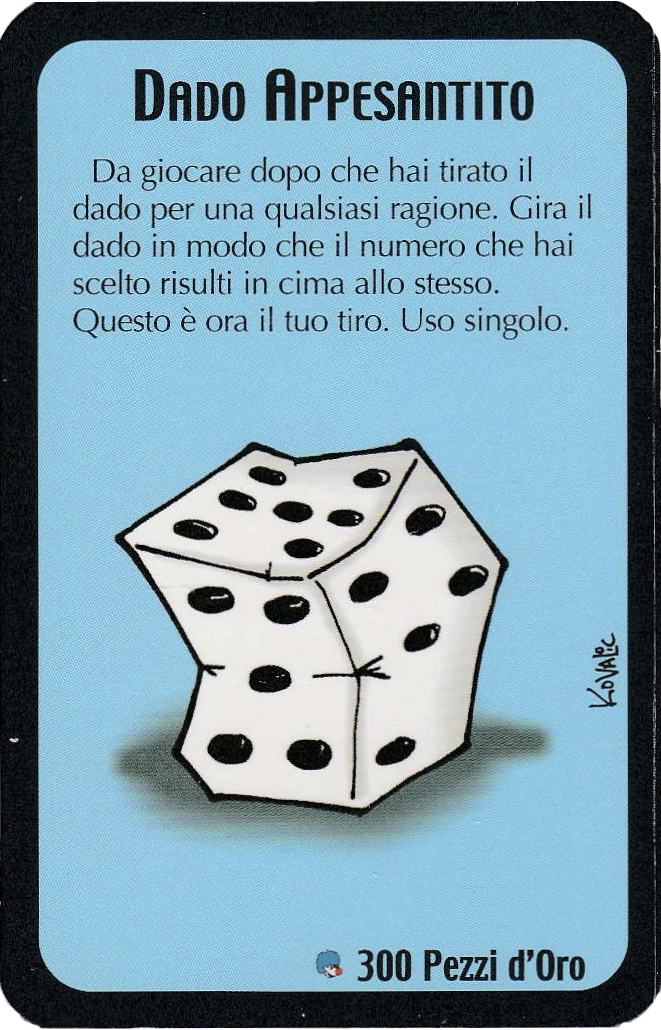 Dado Appesantito
Da giocare dopo che hai tirato il
dado per una qualsiasi ragione. Gira il
dado in modo che il numero che hai
scelto risulti in cima allo stesso.
Questo è ora il tuo tiro. Uso singolo.
Kovalic
300 Pezzi d'Oro